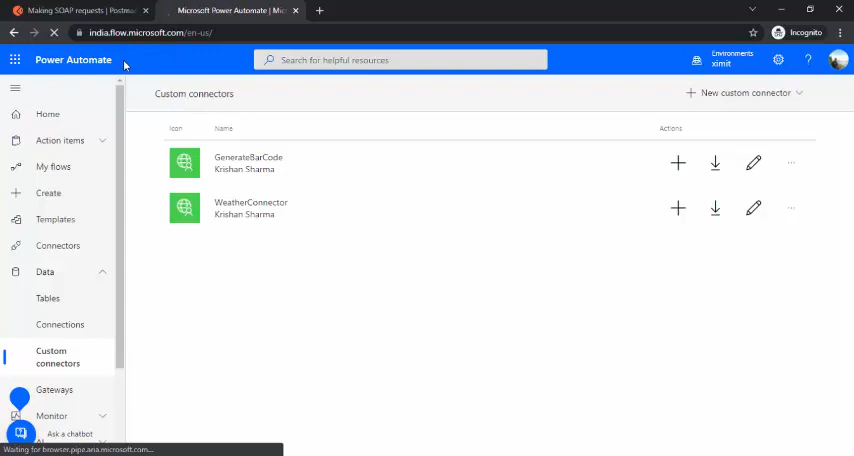 Making SOAP requests | Postman
Microsoft Power Automate | Mic
india.flow.microsoft.com/en-us/
Incognito
Power Automate
Search for helpful resources
Environments
ximit
Home
Action items
My flows
Create
Templates
Connectors
Data
Tables
Connections
Custom
connectors
Gateways
Monitor
AI
Ask a chatbot
Custom connectors
New custom connector
Icon Name Actions
GenerateBarCode
Krishan Sharma
WeatherConnector
Krishan Sharma
Waiting for browser.pipe.aria.microsoft.com...